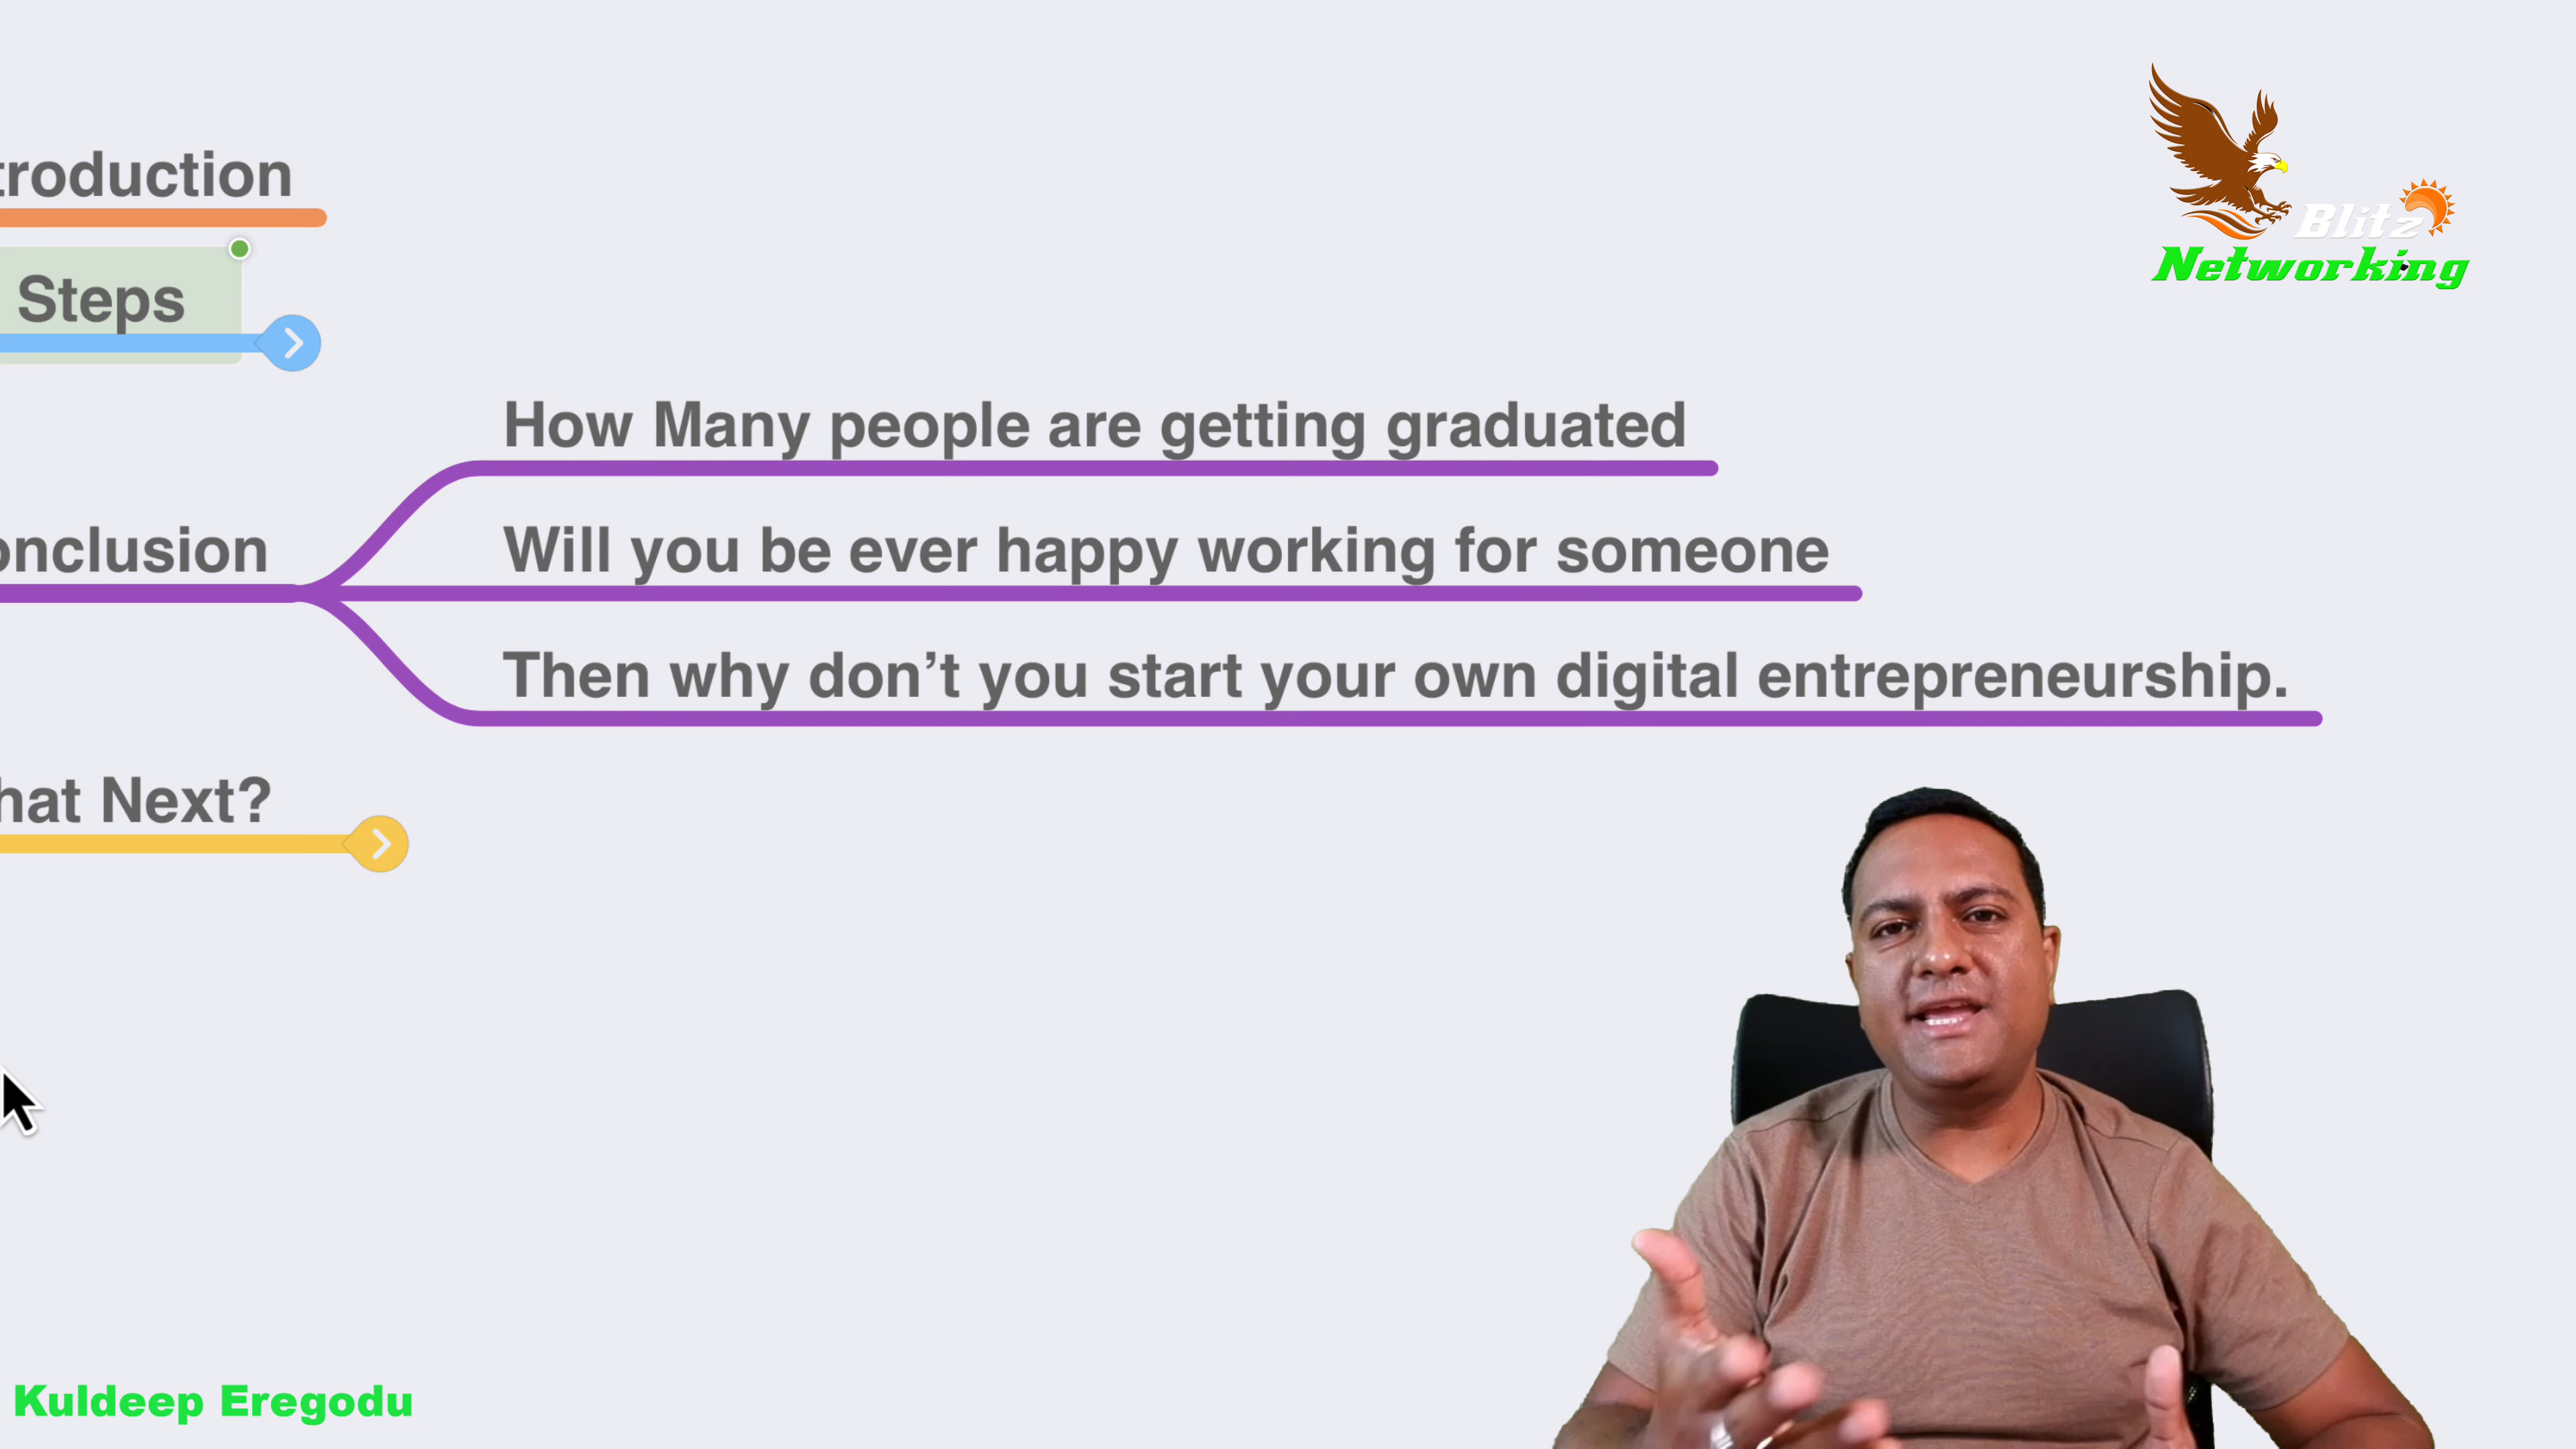 troduction
Steps
How Many people are getting graduated
onclusion
Will you be ever happy working for someone
Then why don’t you start your own digital entrepreneurship.
hat Next?
Blitz
Networking
Kuldeep Eregodu